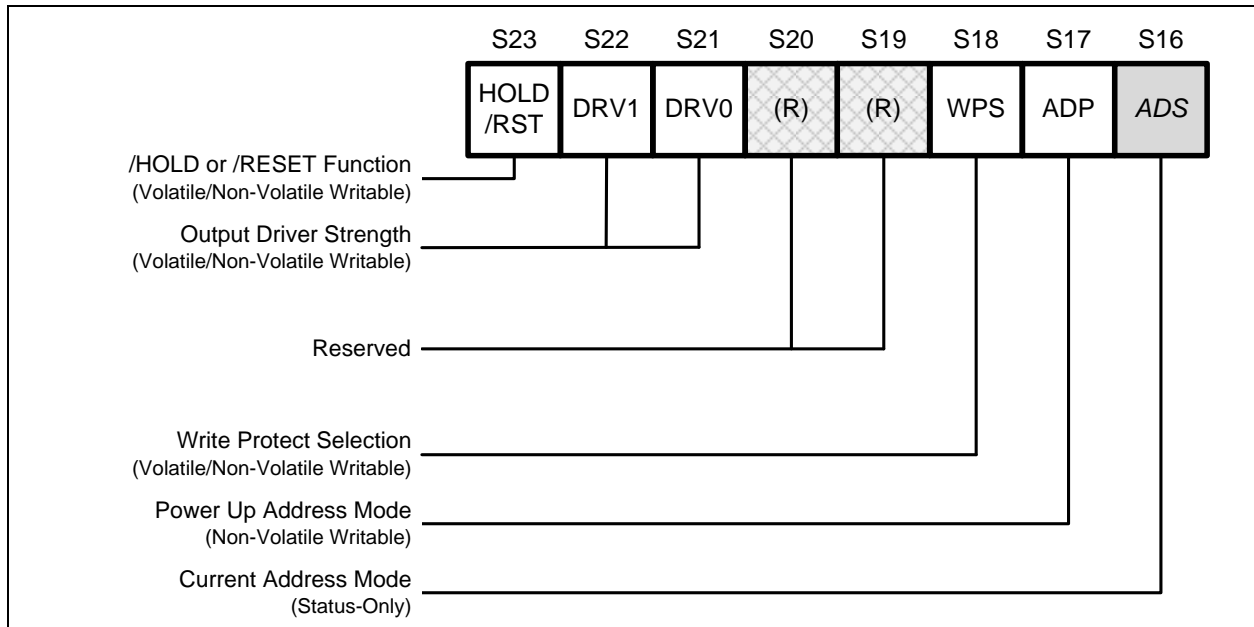 S23 S22 S21 S20 S19 S18 S17 S16
HOLD
/RST DRV1 DRV0 (R) (R) WPS ADP ADS
/HOLD or /RESET Function
(Volatile/Non-Volatile Writable)
Output Driver Strength
(Volatile/Non-Volatile Writable)
Reserved
Write Protect Selection
(Volatile/Non-Volatile Writable)
Power Up Address Mode
(Non-Volatile Writable)
Current Address Mode
(Status-Only)